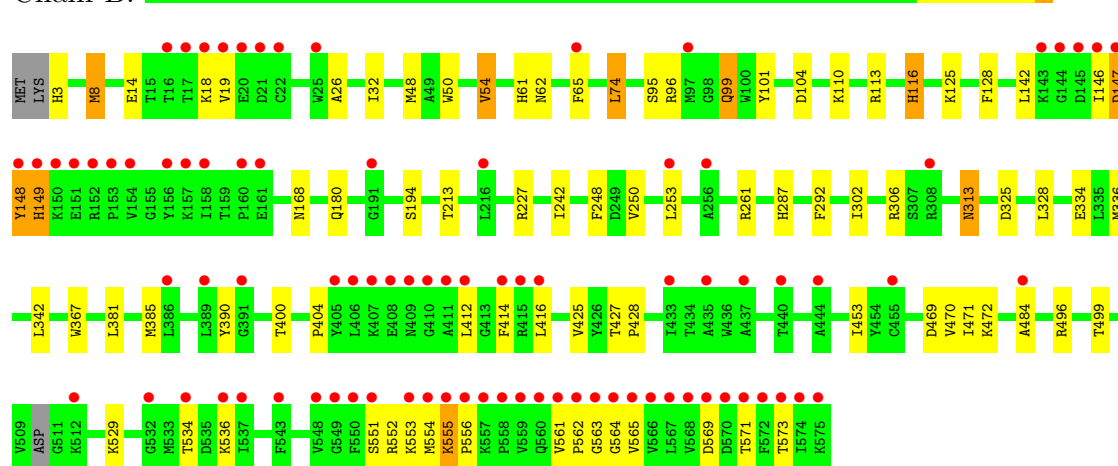 Chain B:
MET LYS H3 M8 E14 T15 T16 T17 K18 V19 E20 D21 C22 W25 A26 I32 M48 A49 W50 V54 H61 N62 F65 L74 S95 R96 M97 G98 Q99 W100 Y101 D104 K110 R113 H116 K125 F128 L142 K143 G144 D145 I146 D147
Y148 H149 K150 E151 R152 P153 V154 G155 Y156 K157 I158 T159 P160 E161 N168 Q180 G191 S194 T213 L216 R227 I242 F248 D249 V250 L253 A256 R261 H287 F292 I302 R306 S307 R308 N313 D325 L328 E334 L335 M336
L342 W367 L381 M385 L386 L389 Y390 G391 T400 P404 Y405 L406 K407 E408 N409 G410 A411 L412 G413 F414 R415 L416 V425 Y426 T427 P428 I433 T434 A435 W436 A437 T440 A444 I453 Y454 C455 D469 V470 I471 K472 A484 R496 T499
V509 ASP G511 K512 K529 G532 M533 T534 D535 K536 I537 F543 V548 G549 F550 S551 R552 K553 M554 K555 P556 K557 P558 V559 Q560 V561 P562 G563 G564 V565 V566 L567 V568 D569 D570 T571 F572 T573 I574 K575